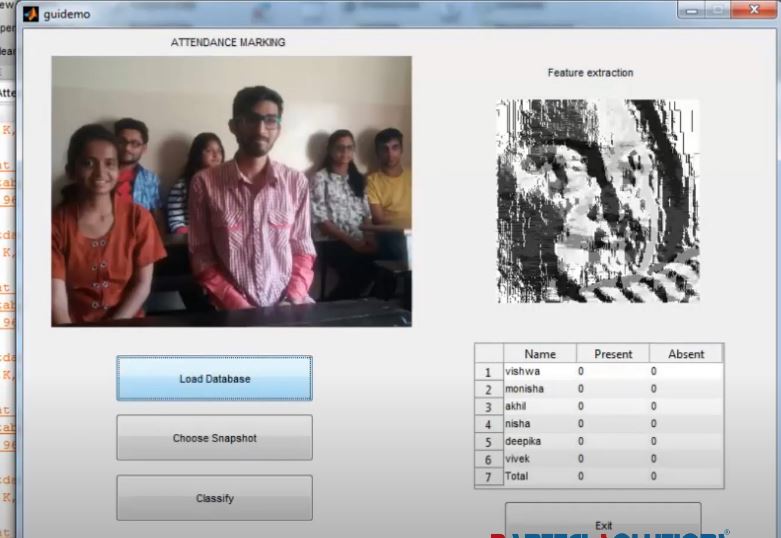 guidemo
ATTENDANCE MARKING
Feature extraction
Load Database
Choose Snapshot
Classify
Name Present Absent
1 vishwa 0 0
2 monisha 0 0
3 akhil 0 0
4 nisha 0 0
5 deepika 0 0
6 vivek 0 0
7 Total 0 0
Exit